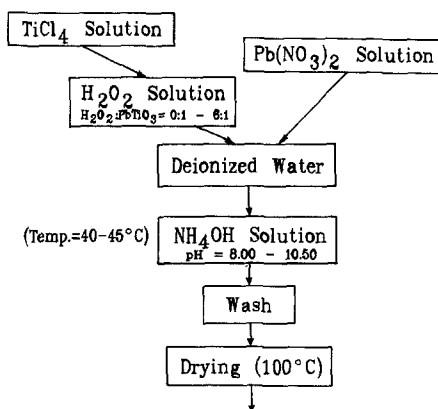 TiCl₄ Solution
Pb(NO₃)₂ Solution
H₂O₂ Solution
H₂O₂:PbTiO₃= 0:1 - 6:1
Deionized Water
(Temp.=40-45°C)
NH₄OH Solution
pH = 8.00 - 10.50
Wash
Drying (100°C)